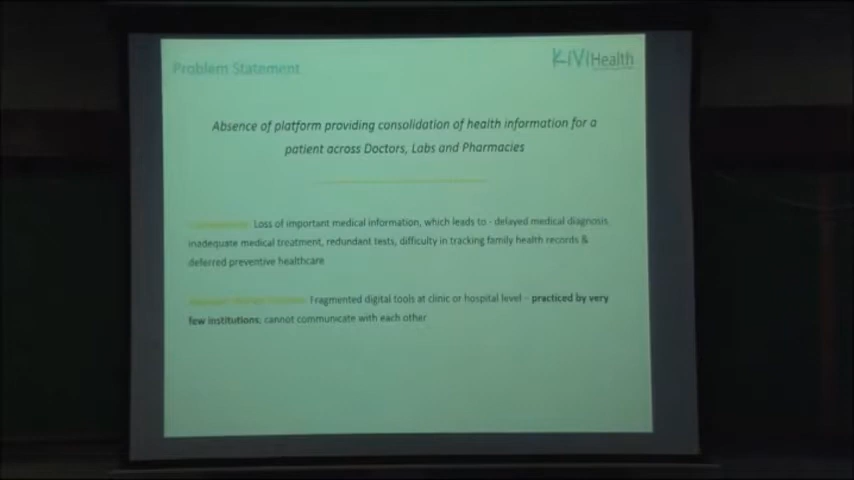 Problem Statement
KiViHealth
Absence of platform providing consolidation of health information for a
patient across Doctors, Labs and Pharmacies
Loss of important medical information, which leads to - delayed medical diagnosis
inadequate medical treatment, redundant tests, difficulty in tracking family health records &
deferred preventive healthcare
Fragmented digital tools at clinic or hospital level - practiced by very
few institutions; cannot communicate with each other